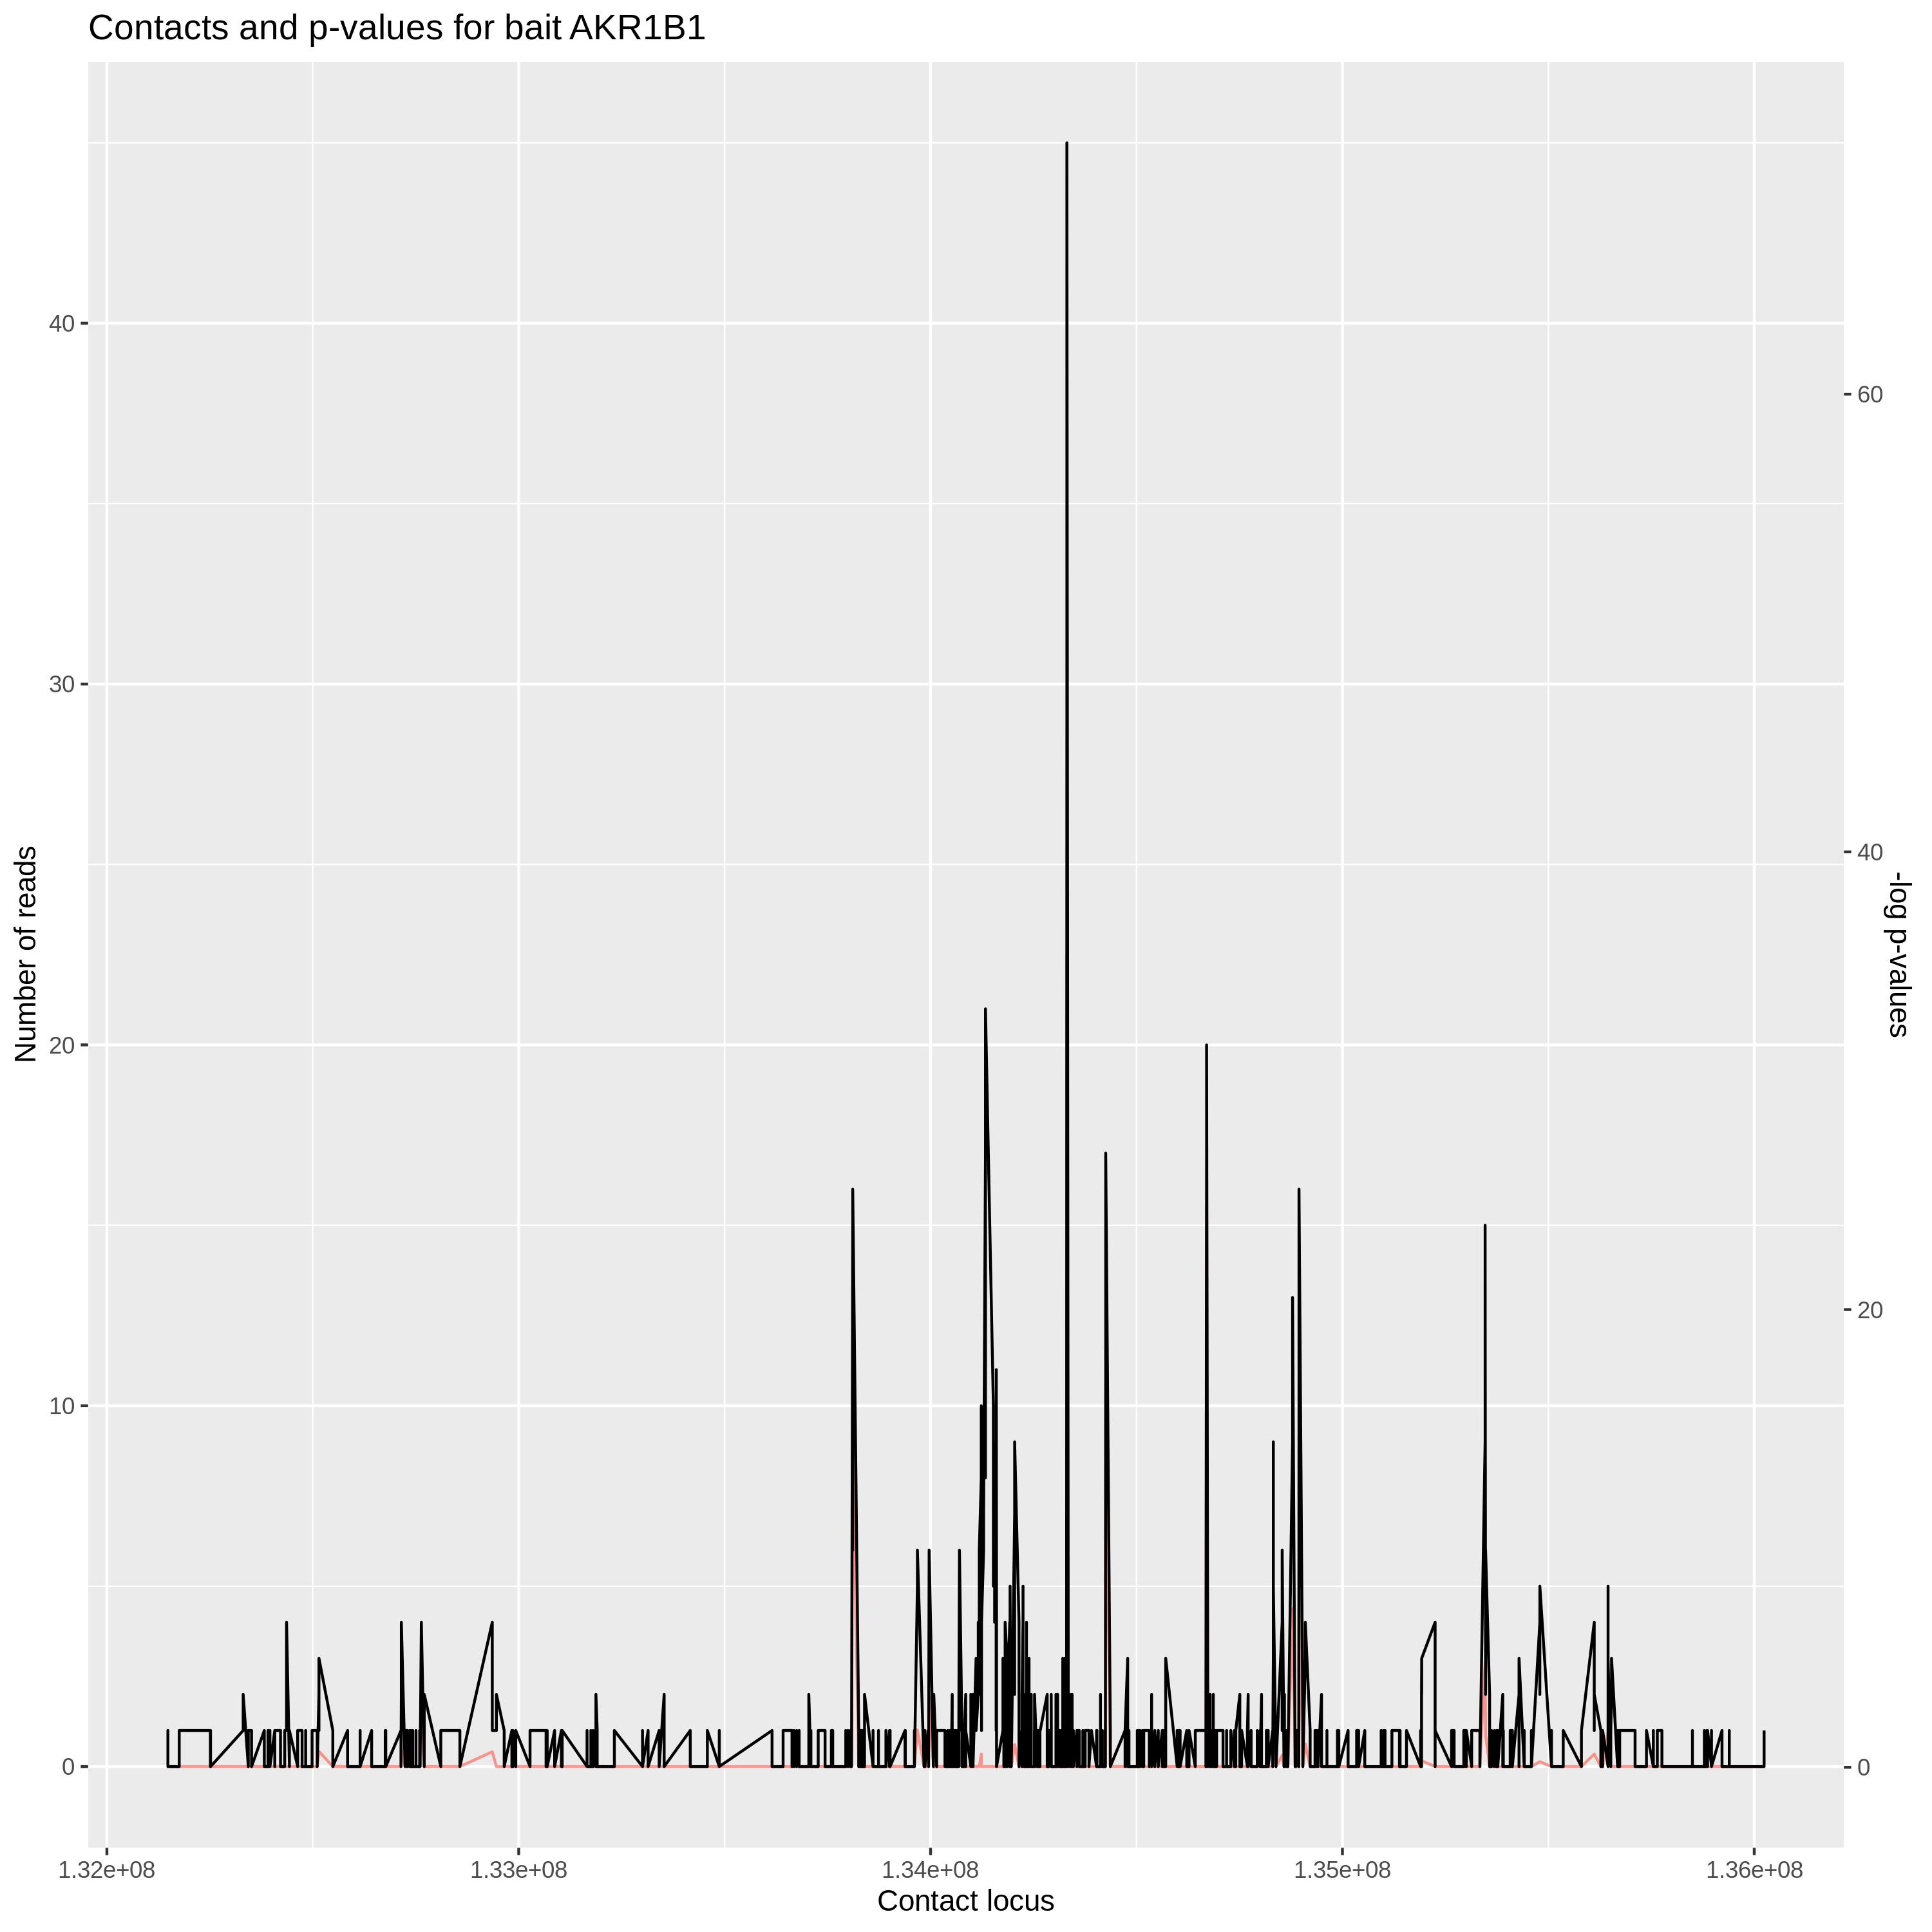 Contacts and p-values for bait AKR1B1
40
30
20
10
0
Number of reads
60
40
20
0
-log p-values
1.32e+08 1.33e+08 1.34e+08 1.35e+08 1.36e+08
Contact locus